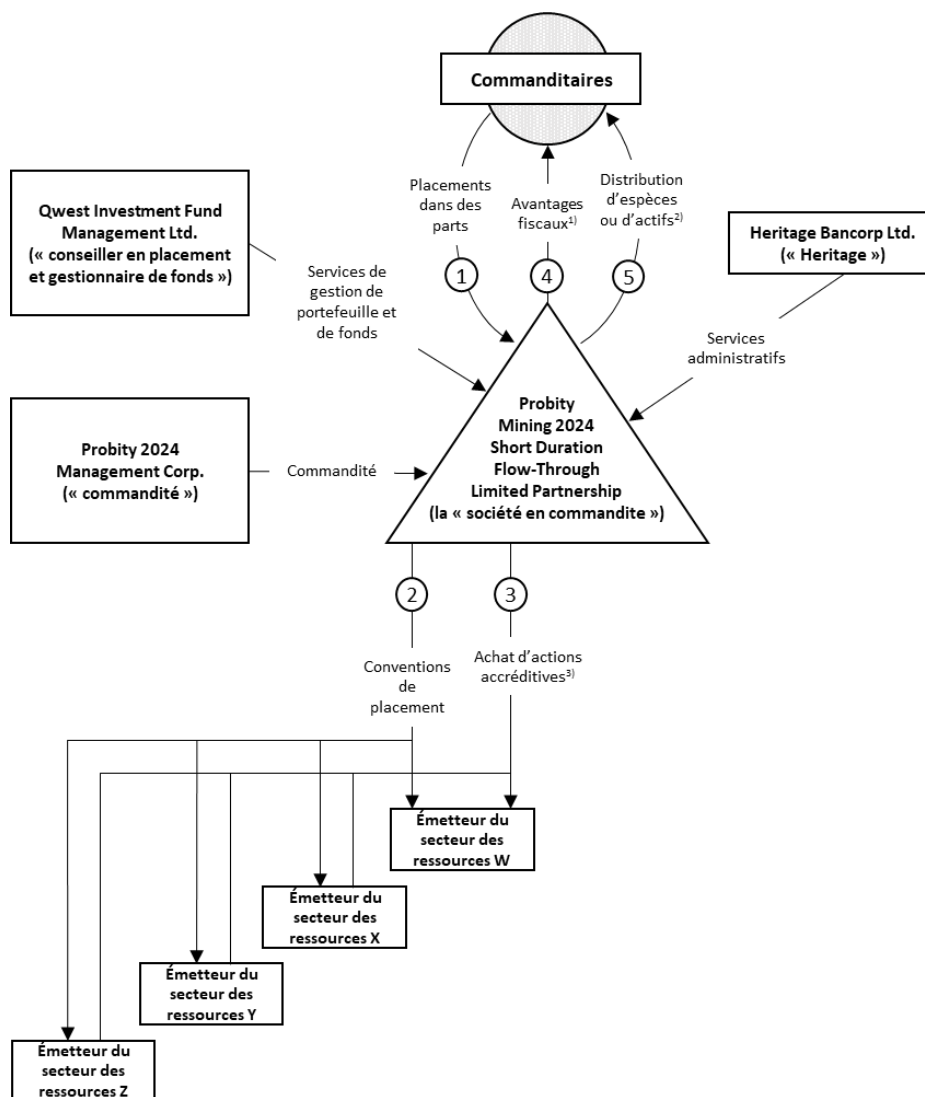 Commanditaires
Placements
dans des
parts
Avantages
fiscaux1)
Distribution
d’espèces
ou d’actifs2)
Qwest Investment Fund
Management Ltd.
(« conseiller en placement
et gestionnaire de fonds »)
Heritage Bancorp Ltd.
(« Heritage »)
1
4
5
Services de
gestion de
portefeuille et
de fonds
Services
administratifs
Probity 2024
Management Corp.
(« commandité »)
Commandité
Probity
Mining 2024
Short Duration
Flow-Through
Limited Partnership
(la « société en commandite »)
2
3
Conventions
de
placement
Achat d’actions
accréditives3)
Émetteur du
secteur des
ressources W
Émetteur du
secteur des
ressources X
Émetteur du
secteur des
ressources Y
Émetteur du
secteur des
ressources Z